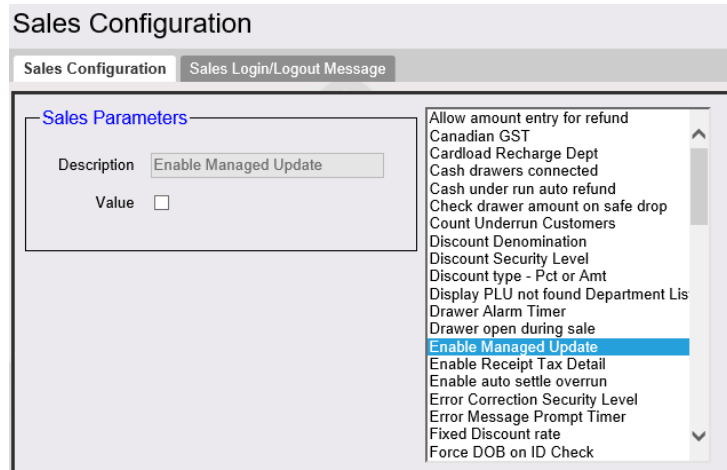 Sales Configuration
Sales Configuration
Sales Login/Logout Message
Sales Parameters
Description
Enable Managed Update
Value
Allow amount entry for refund
Canadian GST
Cardload Recharge Dept
Cash drawers connected
Cash under run auto refund
Check drawer amount on safe drop
Count Underrun Customers
Discount Denomination
Discount Security Level
Discount type - Pct or Amt
Display PLU not found Department Lis
Drawer Alarm Timer
Drawer open during sale
Enable Managed Update
Enable Receipt Tax Detail
Enable auto settle overrun
Error Correction Security Level
Error Message Prompt Timer
Fixed Discount rate
Force DOB on ID Check